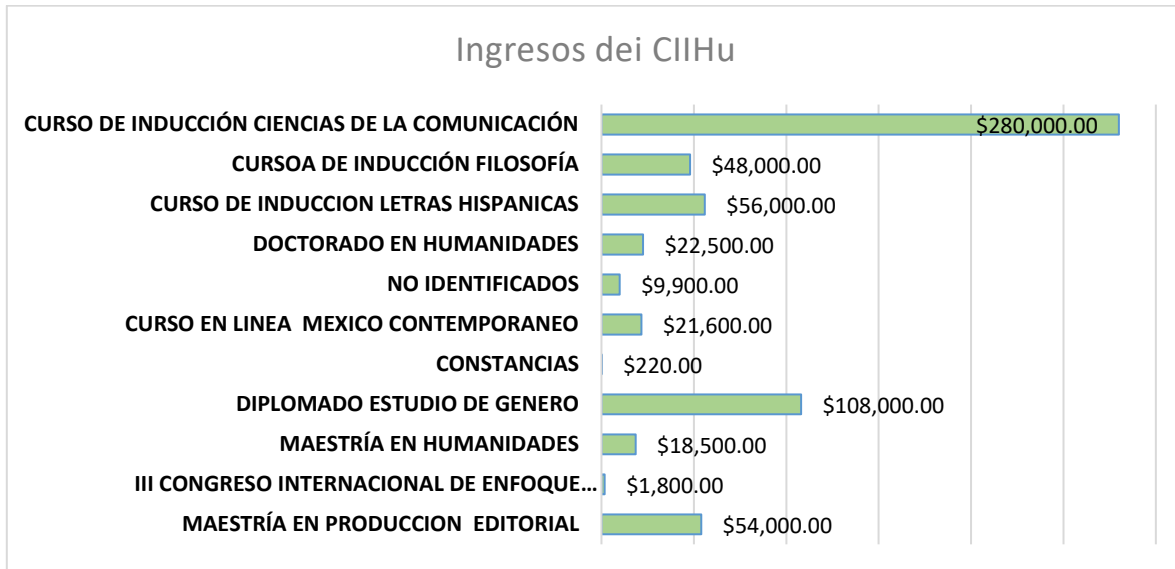 Ingresos dei CIIHu
CURSO DE INDUCCIÓN CIENCIAS DE LA COMUNICACIÓN $280,000.00
CURSOA DE INDUCCIÓN FILOSOFÍA $48,000.00
CURSO DE INDUCCION LETRAS HISPANICAS $56,000.00
DOCTORADO EN HUMANIDADES $22,500.00
NO IDENTIFICADOS $9,900.00
CURSO EN LINEA MEXICO CONTEMPORANEO $21,600.00
CONSTANCIAS $220.00
DIPLOMADO ESTUDIO DE GENERO $108,000.00
MAESTRÍA EN HUMANIDADES $18,500.00
III CONGRESO INTERNACIONAL DE ENFOQUE… $1,800.00
MAESTRÍA EN PRODUCCION EDITORIAL $54,000.00